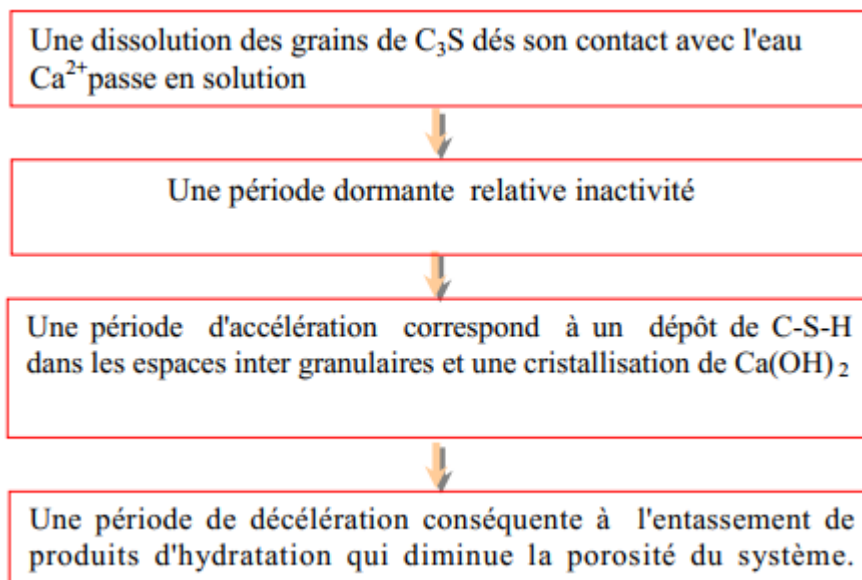 Une dissolution des grains de C₃S dés son contact avec l'eau
Ca²⁺passe en solution
Une période dormante relative inactivité
Une période d'accélération correspond à un dépôt de C-S-H
dans les espaces inter granulaires et une cristallisation de Ca(OH) ₂
Une période de décélération conséquente à l'entassement de
produits d'hydratation qui diminue la porosité du système.